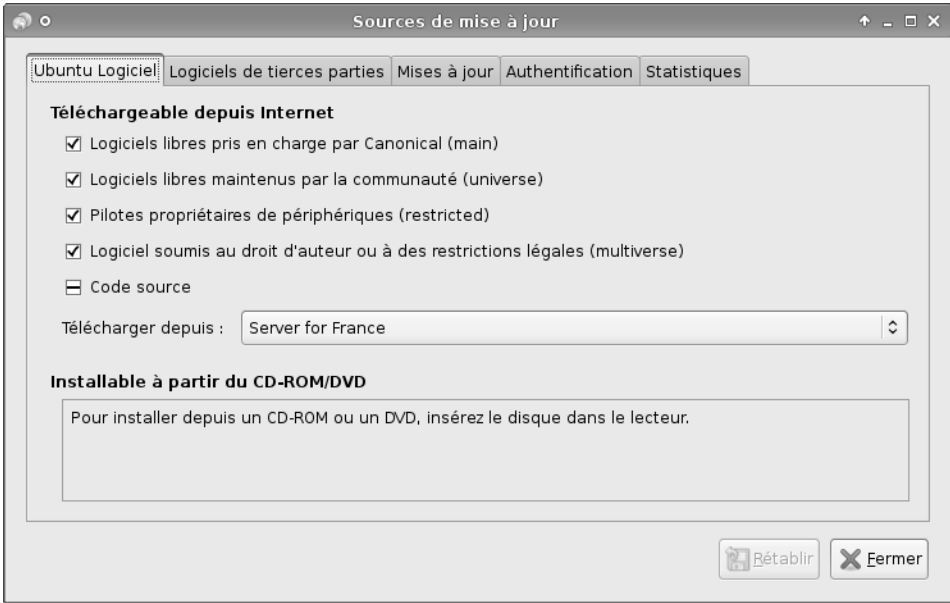 Sources de mise à jour
Ubuntu Logiciel
Logiciels de tierces parties
Mises à jour
Authentification
Statistiques
Téléchargeable depuis Internet
Logiciels libres pris en charge par Canonical (main)
Logiciels libres maintenus par la communauté (universe)
Pilotes propriétaires de périphériques (restricted)
Logiciel soumis au droit d'auteur ou à des restrictions légales (multiverse)
Code source
Télécharger depuis : Server for France
Installable à partir du CD-ROM/DVD
Pour installer depuis un CD-ROM ou un DVD, insérez le disque dans le lecteur.
Rétablir
Fermer